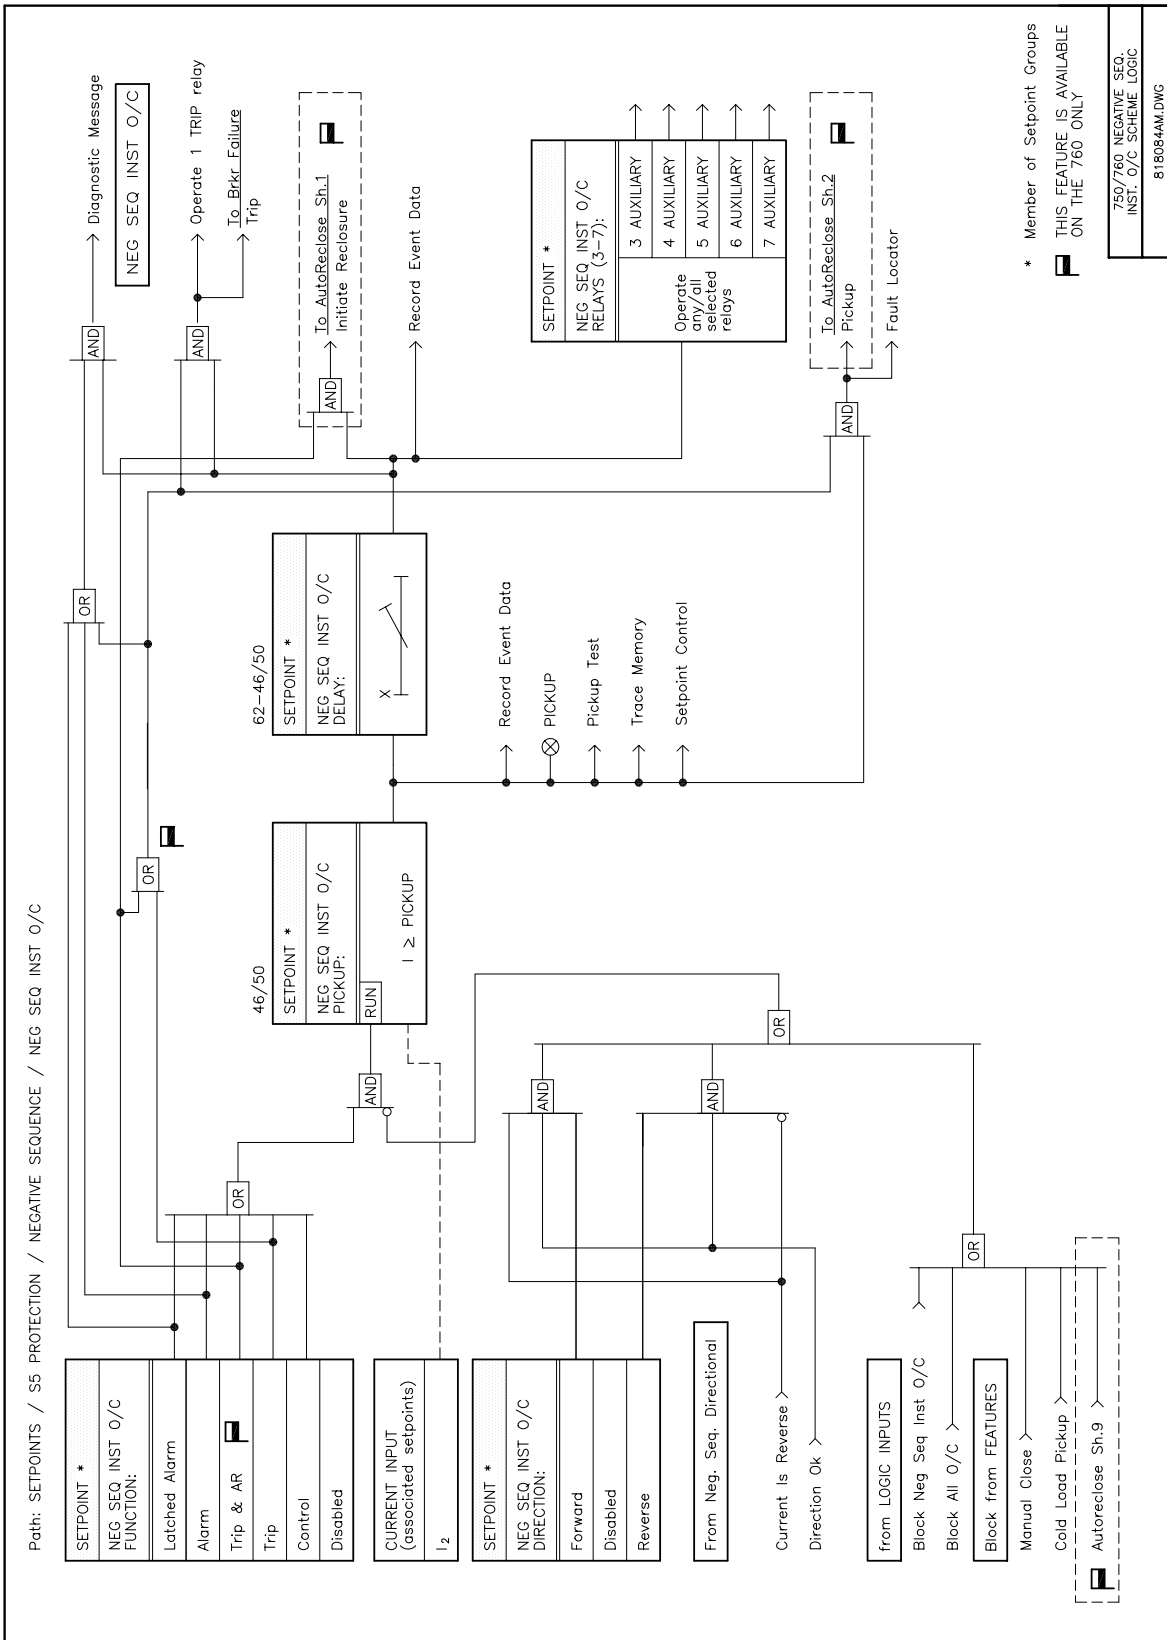 Path: SETPOINTS / S5 PROTECTION / NEGATIVE SEQUENCE / NEG SEQ INST O/C
SETPOINT *
NEG SEQ INST O/C
FUNCTION:
Latched Alarm
Alarm
Trip & AR
Trip
Control
Disabled
CURRENT INPUT
(associated setpoints)
I2
SETPOINT *
NEG SEQ INST O/C
DIRECTION:
Forward
Disabled
Reverse
From Neg. Seq. Directional
Current Is Reverse
Direction Ok
from LOGIC INPUTS
Block Neg Seq Inst O/C
Block All O/C
Block from FEATURES
Manual Close
Cold Load Pickup
Autoreclose Sh.9
OR
AND
AND
AND
OR
OR
46/50
SETPOINT *
NEG SEQ INST O/C
PICKUP:
RUN
I ≥ PICKUP
OR
OR
62-46/50
SETPOINT *
NEG SEQ INST O/C
DELAY:
X
Record Event Data
PICKUP
Pickup Test
Trace Memory
Setpoint Control
AND
AND
AND
AND
Diagnostic Message
NEG SEQ INST O/C
Operate 1 TRIP relay
To Brkr Failure
Trip
To AutoReclose Sh.1
Initiate Reclosure
Record Event Data
SETPOINT *
NEG SEQ INST O/C
RELAYS (3-7):
Operate
any/all
selected
relays
3 AUXILIARY
4 AUXILIARY
5 AUXILIARY
6 AUXILIARY
7 AUXILIARY
To AutoReclose Sh.2
Pickup
Fault Locator
* Member of Setpoint Groups
THIS FEATURE IS AVAILABLE
ON THE 760 ONLY
750/760 NEGATIVE SEQ.
INST. O/C SCHEME LOGIC
818084AM.DWG